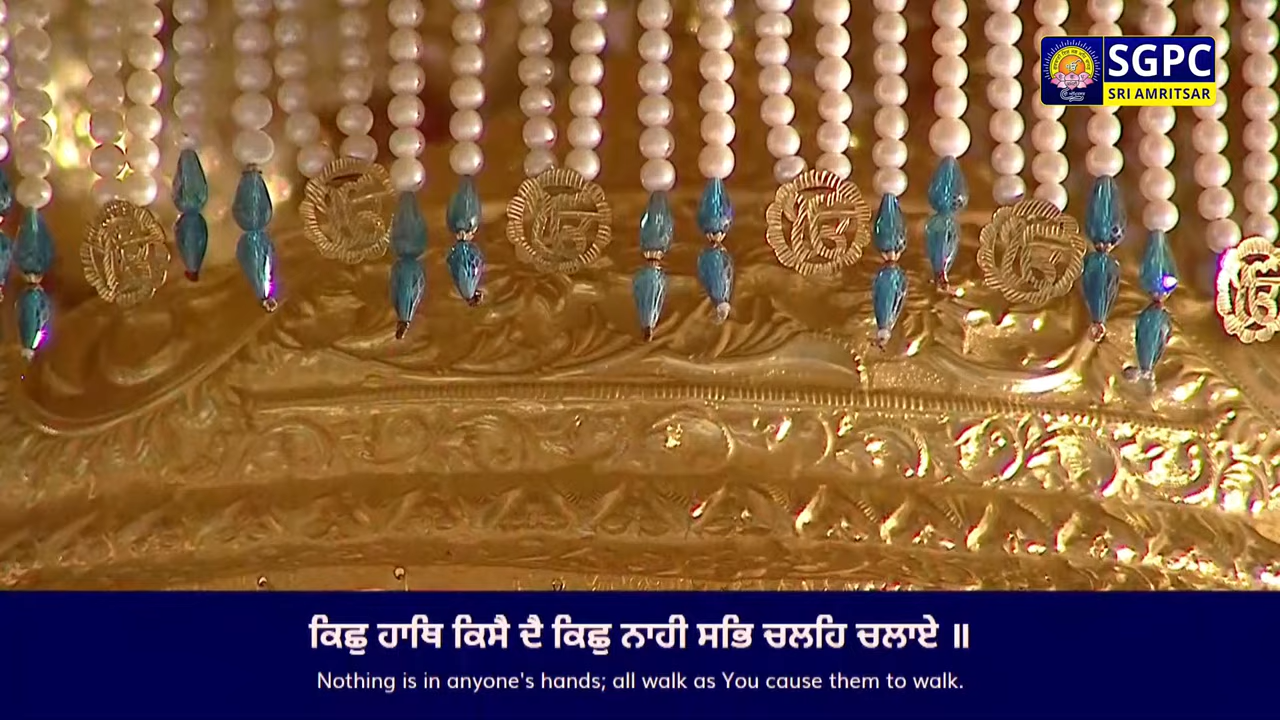 SGPC
SRI AMRITSAR
ੴ
ੴ
ੴ
ੴ
ੴ
ੴ
ਕਿਛੁ ਹਾਥਿ ਕਿਸੈ ਦੈ ਕਿਛੁ ਨਾਹੀ ਸਭਿ ਚਲਹਿ ਚਲਾਏ ॥
Nothing is in anyone's hands; all walk as You cause them to walk.